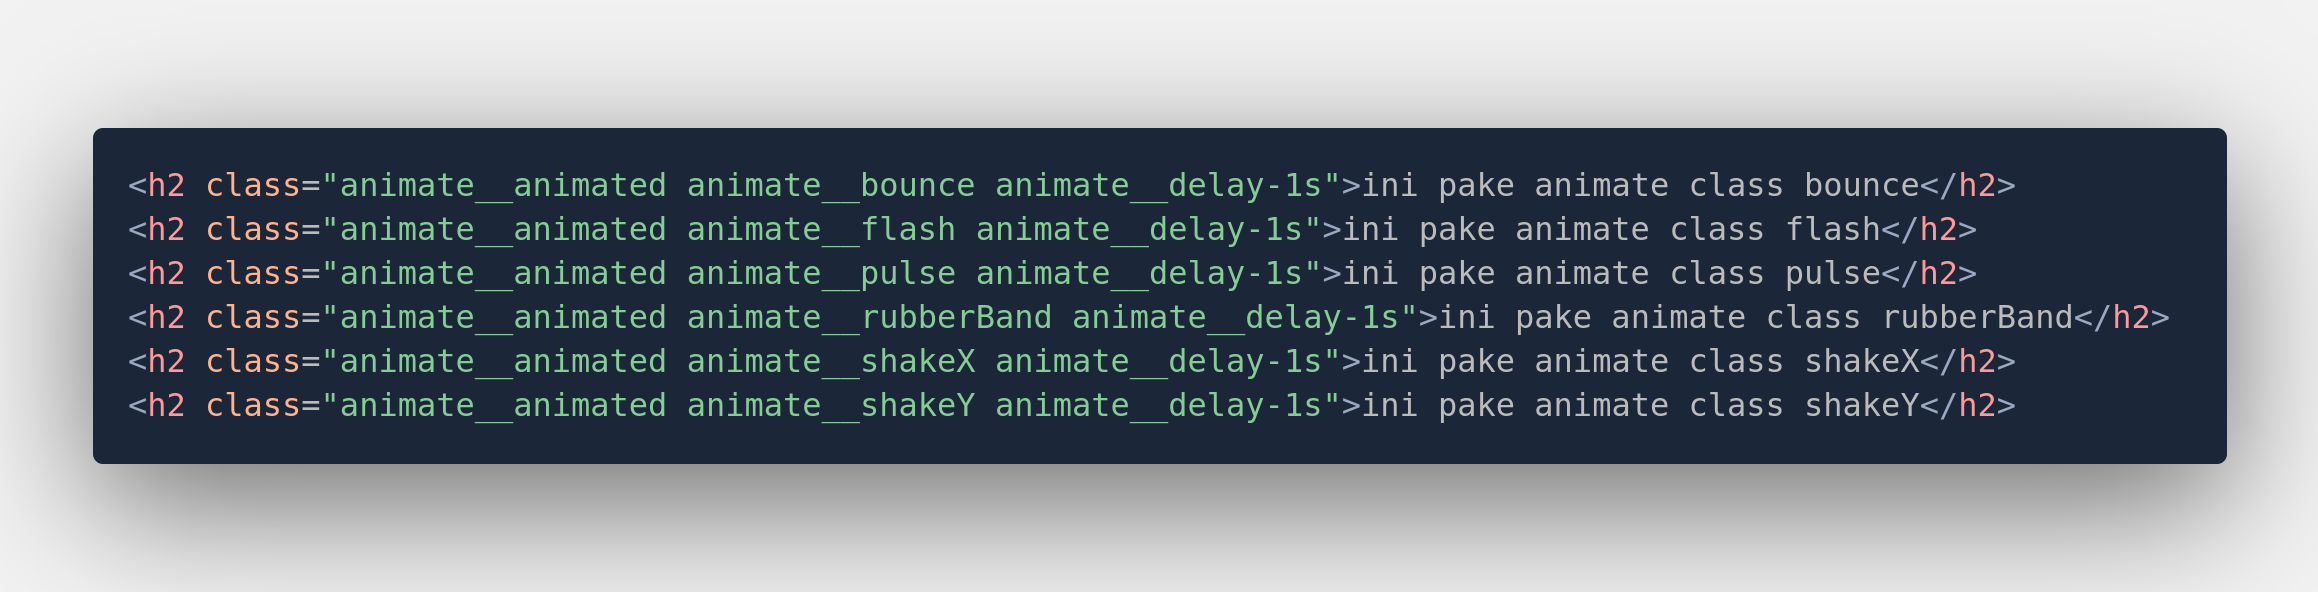 <h2 class="animate__animated animate__bounce animate__delay-1s">ini pake animate class bounce</h2>
<h2 class="animate__animated animate__flash animate__delay-1s">ini pake animate class flash</h2>
<h2 class="animate__animated animate__pulse animate__delay-1s">ini pake animate class pulse</h2>
<h2 class="animate__animated animate__rubberBand animate__delay-1s">ini pake animate class rubberBand</h2>
<h2 class="animate__animated animate__shakeX animate__delay-1s">ini pake animate class shakeX</h2>
<h2 class="animate__animated animate__shakeY animate__delay-1s">ini pake animate class shakeY</h2>